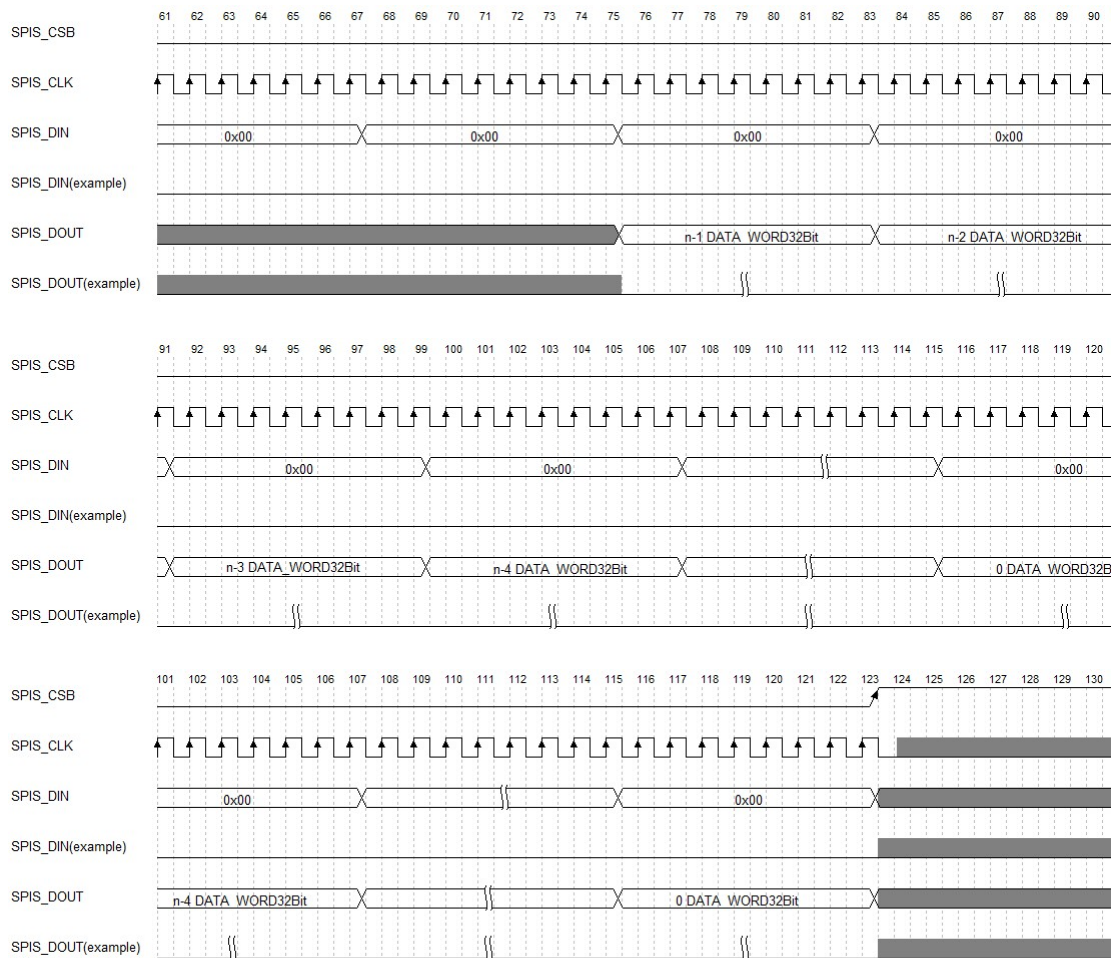 61 62 63 64 65 66 67 68 69 70 71 72 73 74 75 76 77 78 79 80 81 82 83 84 85 86 87 88 89 90
SPIS_CSB
SPIS_CLK
SPIS_DIN 0x00 0x00 0x00 0x00
SPIS_DIN(example)
SPIS_DOUT n-1 DATA_WORD32Bit n-2 DATA_WORD32Bit
SPIS_DOUT(example)
91 92 93 94 95 96 97 98 99 100 101 102 103 104 105 106 107 108 109 110 111 112 113 114 115 116 117 118 119 120
SPIS_CSB
SPIS_CLK
SPIS_DIN 0x00 0x00 0x00
SPIS_DIN(example)
SPIS_DOUT n-3 DATA_WORD32Bit n-4 DATA_WORD32Bit 0 DATA_WORD32B
SPIS_DOUT(example)
101 102 103 104 105 106 107 108 109 110 111 112 113 114 115 116 117 118 119 120 121 122 123 124 125 126 127 128 129 130
SPIS_CSB
SPIS_CLK
SPIS_DIN 0x00 0x00
SPIS_DIN(example)
SPIS_DOUT n-4 DATA_WORD32Bit 0 DATA_WORD32Bit
SPIS_DOUT(example)